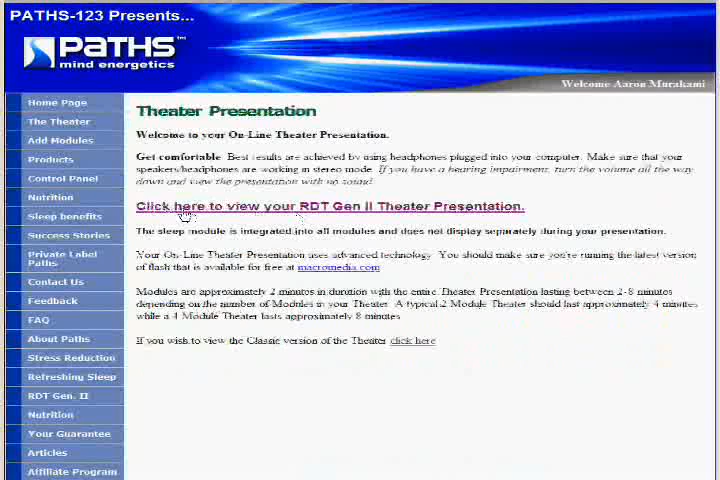 PATHS-123 Presents...
PATHS™
mind energetics
Welcome Aaron Murakami
Home Page
The Theater
Add Modules
Products
Control Panel
Nutrition
Sleep benefits
Success Stories
Private Label
Paths
Contact Us
Feedback
FAQ
About Paths
Stress Reduction
Refreshing Sleep
RDT Gen. II
Nutrition
Your Guarantee
Articles
Affiliate Program
Theater Presentation
Welcome to your On-Line Theater Presentation.
Get comfortable. Best results are achieved by using headphones plugged into your computer. Make sure that your
speakers/headphones are working in stereo mode. If you have a hearing impairment, turn the volume all the way
down and view the presentation with no sound.
Click here to view your RDT Gen II Theater Presentation.
The sleep module is integrated into all modules and does not display separately during your presentation.
Your On-Line Theater Presentation uses advanced technology. You should make sure you're running the latest version
of flash that is available for free at macromedia.com
Modules are approximately 2 minutes in duration with the entire Theater Presentation lasting between 2-8 minutes
depending on the number of Modules in your Theater. A typical 2 Module Theater should last approximately 4 minutes
while a 4 Module Theater lasts approximately 8 minutes
If you wish to view the Classic version of the Theater click here